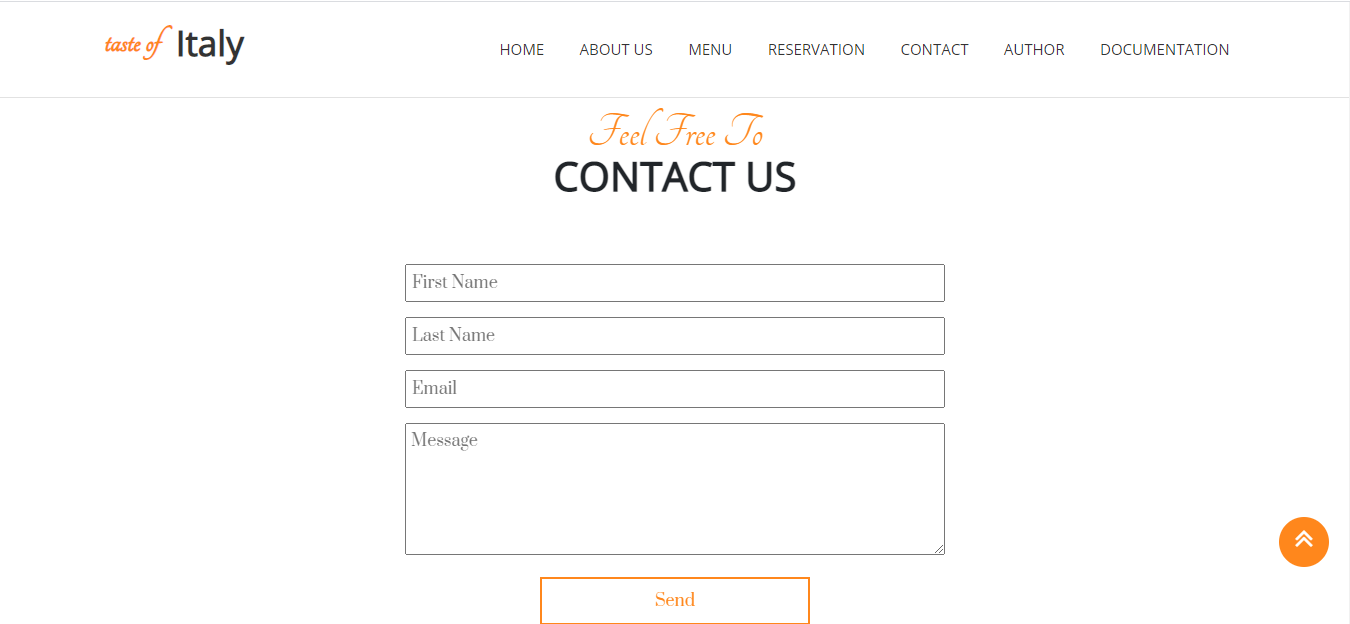 taste of Italy
HOME ABOUT US MENU RESERVATION CONTACT AUTHOR DOCUMENTATION
Feel Free To
CONTACT US
First Name
Last Name
Email
Message
Send